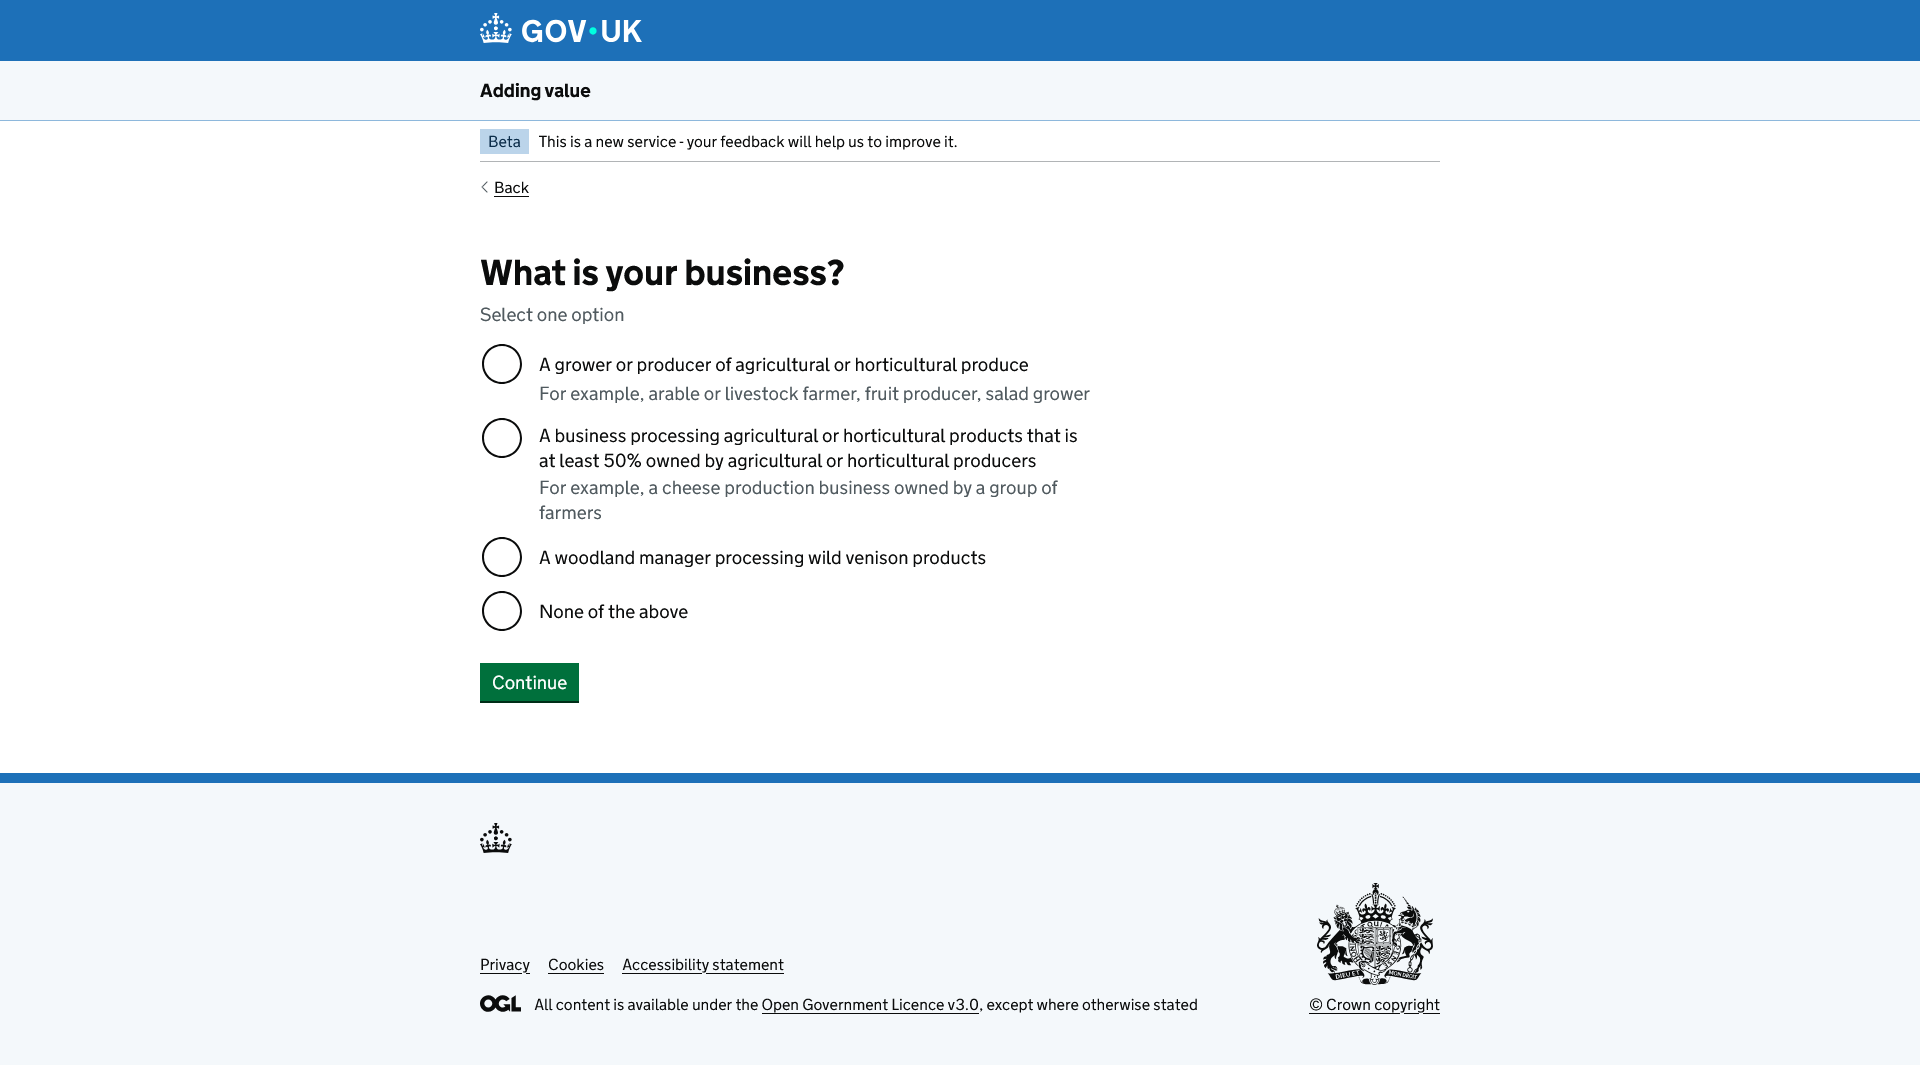 GOV·UK
Adding value
Beta This is a new service - your feedback will help us to improve it.
Back
What is your business?
Select one option
A grower or producer of agricultural or horticultural produce
For example, arable or livestock farmer, fruit producer, salad grower
A business processing agricultural or horticultural products that is
at least 50% owned by agricultural or horticultural producers
For example, a cheese production business owned by a group of
farmers
A woodland manager processing wild venison products
None of the above
Continue
Privacy Cookies Accessibility statement
DIEU ET MON DROIT
OGL All content is available under the Open Government Licence v3.0, except where otherwise stated
© Crown copyright